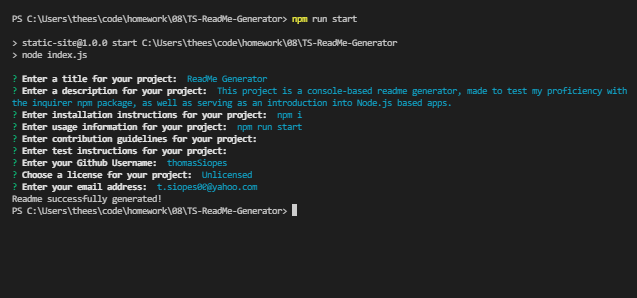 PS C:\Users\thees\code\homework\08\TS-ReadMe-Generator> npm run start
> static-site@1.0.0 start C:\Users\thees\code\homework\08\TS-ReadMe-Generator
> node index.js
? Enter a title for your project: ReadMe Generator
? Enter a description for your project: This project is a console-based readme generator, made to test my proficiency with
the inquirer npm package, as well as serving as an introduction into Node.js based apps.
? Enter installation instructions for your project: npm i
? Enter usage information for your project: npm run start
? Enter contribution guidelines for your project:
? Enter test instructions for your project:
? Enter your Github Username: thomasSiopes
? Choose a license for your project: Unlicensed
? Enter your email address: t.siopes00@yahoo.com
Readme successfully generated!
PS C:\Users\thees\code\homework\08\TS-ReadMe-Generator>